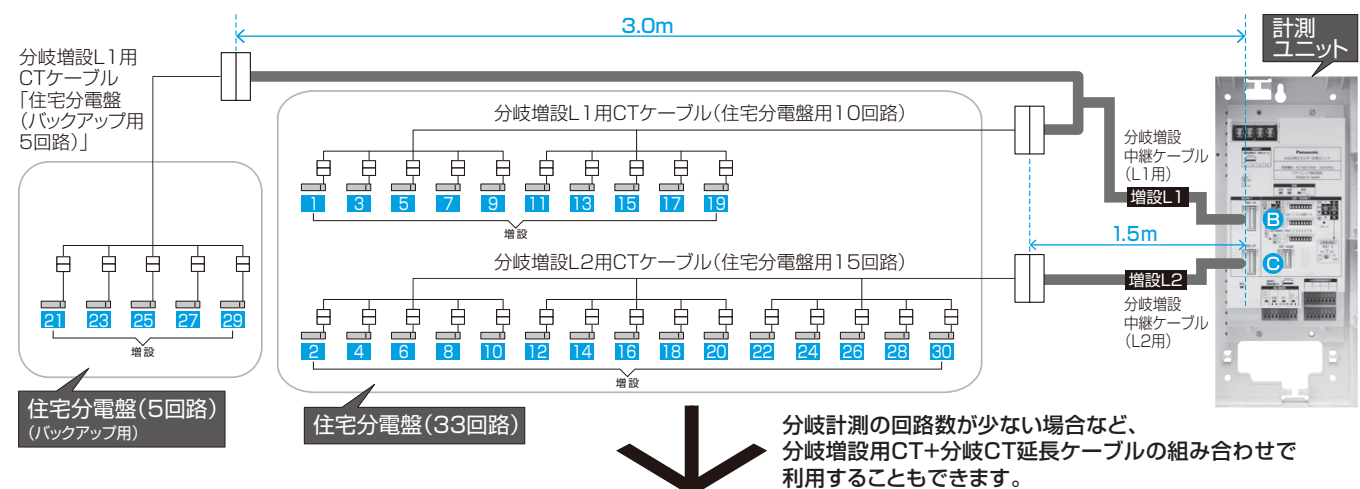 3.0m
計測
ユニット
分岐増設L1用
CTケーブル
「住宅分電盤
(バックアップ用
5回路)」
分岐増設L1用CTケーブル(住宅分電盤用10回路)
1 3 5 7 9 11 13 15 17 19
増設
分岐増設
中継ケーブル
(L1用)
増設L1
B
Panasonic
1.5m
分岐増設L2用CTケーブル(住宅分電盤用15回路)
C
増設L2
分岐増設
中継ケーブル
(L2用)
21 23 25 27 29
増設
2 4 6 8 10 12 14 16 18 20 22 24 26 28 30
増設
住宅分電盤(5回路)
(バックアップ用)
住宅分電盤(33回路)
分岐計測の回路数が少ない場合など、
分岐増設用CT+分岐CT延長ケーブルの組み合わせで
利用することもできます。